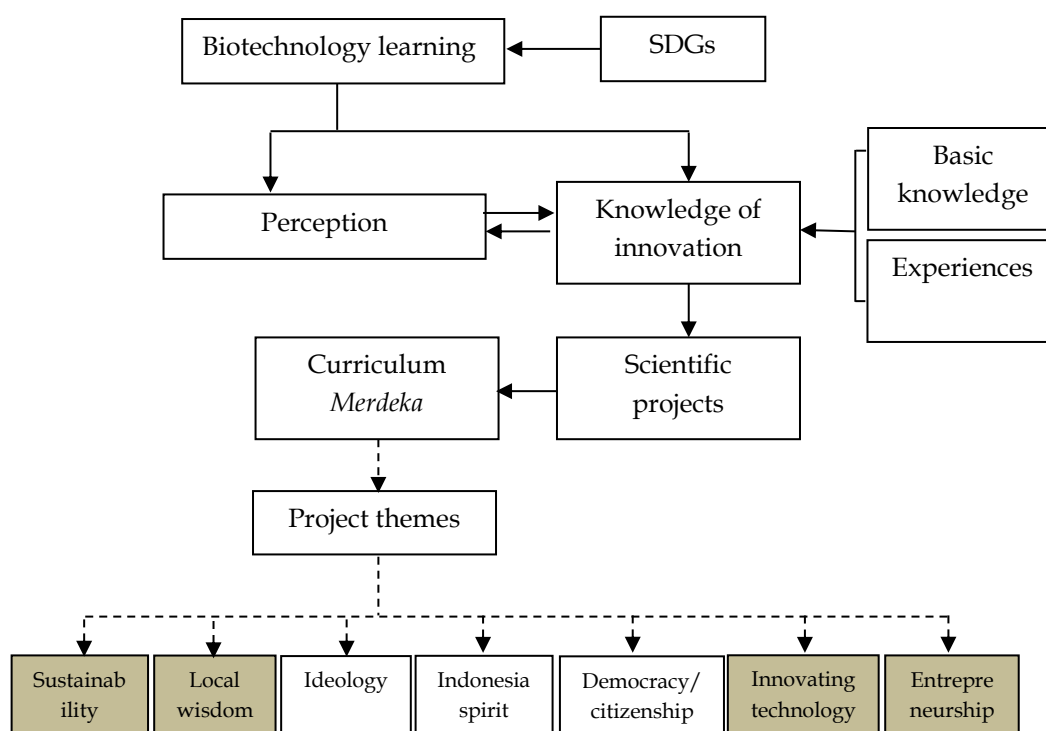 Biotechnology learning
SDGs
Basic
knowledge
Perception
Knowledge of
innovation
Experiences
Curriculum
Merdeka
Scientific
projects
Project themes
Sustainab
ility
Local
wisdom
Ideology
Indonesia
spirit
Democracy/
citizenship
Innovating
technology
Entrepre
neurship